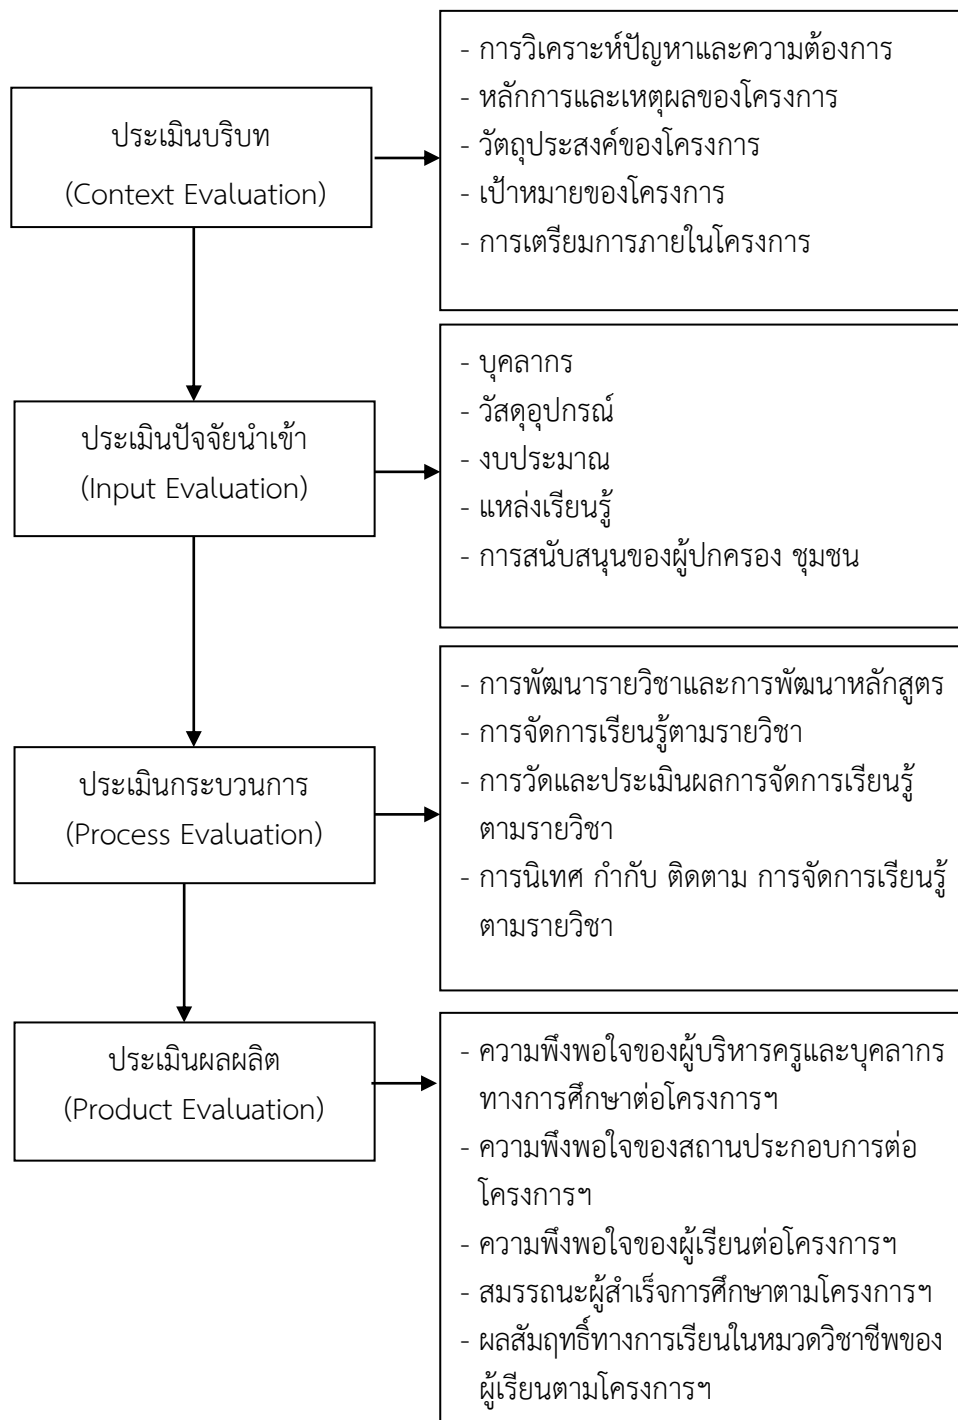 ประเมินบริบท
(Context Evaluation)
- การวิเคราะห์ปัญหาและความต้องการ
- หลักการและเหตุผลของโครงการ
- วัตถุประสงค์ของโครงการ
- เป้าหมายของโครงการ
- การเตรียมการภายในโครงการ
ประเมินปัจจัยนำเข้า
(Input Evaluation)
- บุคลากร
- วัสดุอุปกรณ์
- งบประมาณ
- แหล่งเรียนรู้
- การสนับสนุนของผู้ปกครอง ชุมชน
ประเมินกระบวนการ
(Process Evaluation)
- การพัฒนารายวิชาและการพัฒนาหลักสูตร
- การจัดการเรียนรู้ตามรายวิชา
- การวัดและประเมินผลการจัดการเรียนรู้
ตามรายวิชา
- การนิเทศ กำกับ ติดตาม การจัดการเรียนรู้
ตามรายวิชา
ประเมินผลผลิต
(Product Evaluation)
- ความพึงพอใจของผู้บริหารครูและบุคลากร
ทางการศึกษาต่อโครงการฯ
- ความพึงพอใจของสถานประกอบการต่อ
โครงการฯ
- ความพึงพอใจของผู้เรียนต่อโครงการฯ
- สมรรถนะผู้สำเร็จการศึกษาตามโครงการฯ
- ผลสัมฤทธิ์ทางการเรียนในหมวดวิชาชีพของ
ผู้เรียนตามโครงการฯ